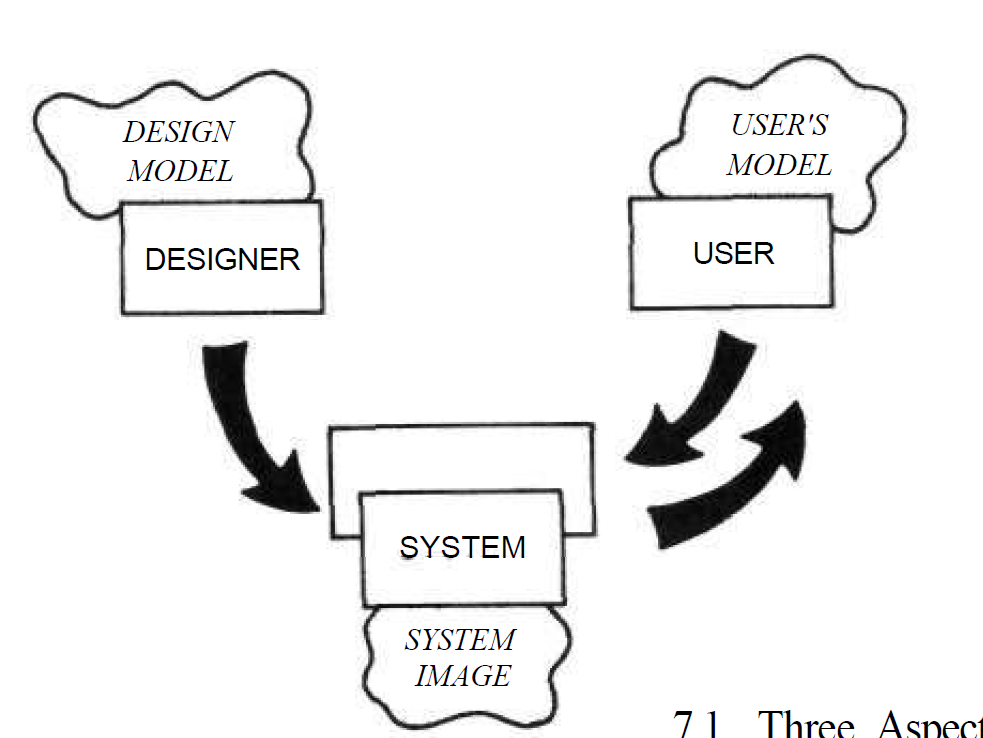 DESIGN
MODEL
USER'S
MODEL
DESIGNER
USER
SYSTEM
SYSTEM
IMAGE
7.1 Three Aspect